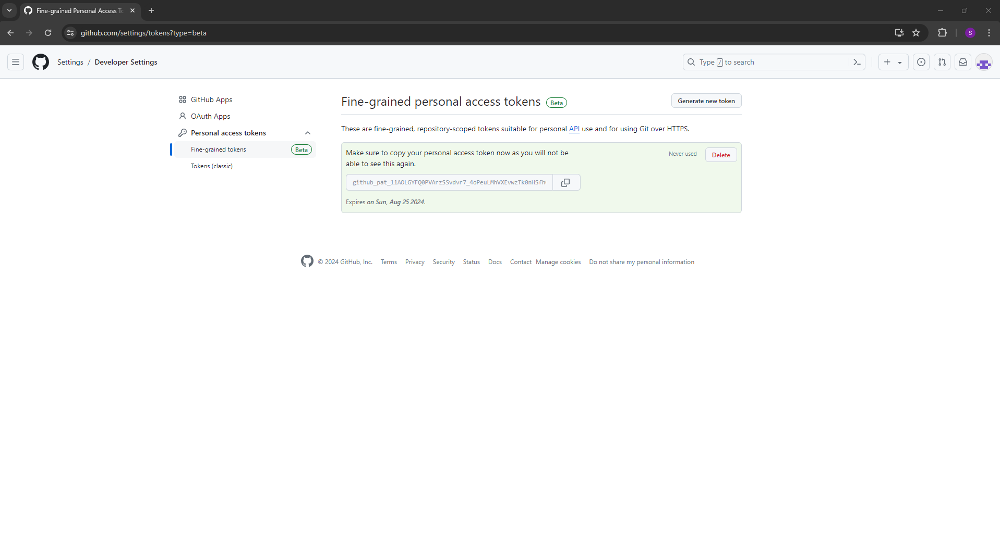 Fine-grained Personal Access To
github.com/settings/tokens?type=beta
S
Settings / Developer Settings
Type / to search
GitHub Apps
OAuth Apps
Personal access tokens
Fine-grained tokens Beta
Tokens (classic)
Fine-grained personal access tokens Beta
Generate new token
These are fine-grained, repository-scoped tokens suitable for personal API use and for using Git over HTTPS.
Make sure to copy your personal access token now as you will not be
able to see this again.
Never used
Delete
github_pat_11AOLGYFQ0PVArzSSvdvr7_4oPeuLMhVXEvwzTk0nHSfh
Expires on Sun, Aug 25 2024.
© 2024 GitHub, Inc. Terms Privacy Security Status Docs Contact Manage cookies Do not share my personal information